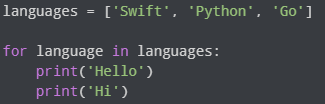 languages = ['Swift', 'Python', 'Go']
for language in languages:
    print('Hello')
    print('Hi')